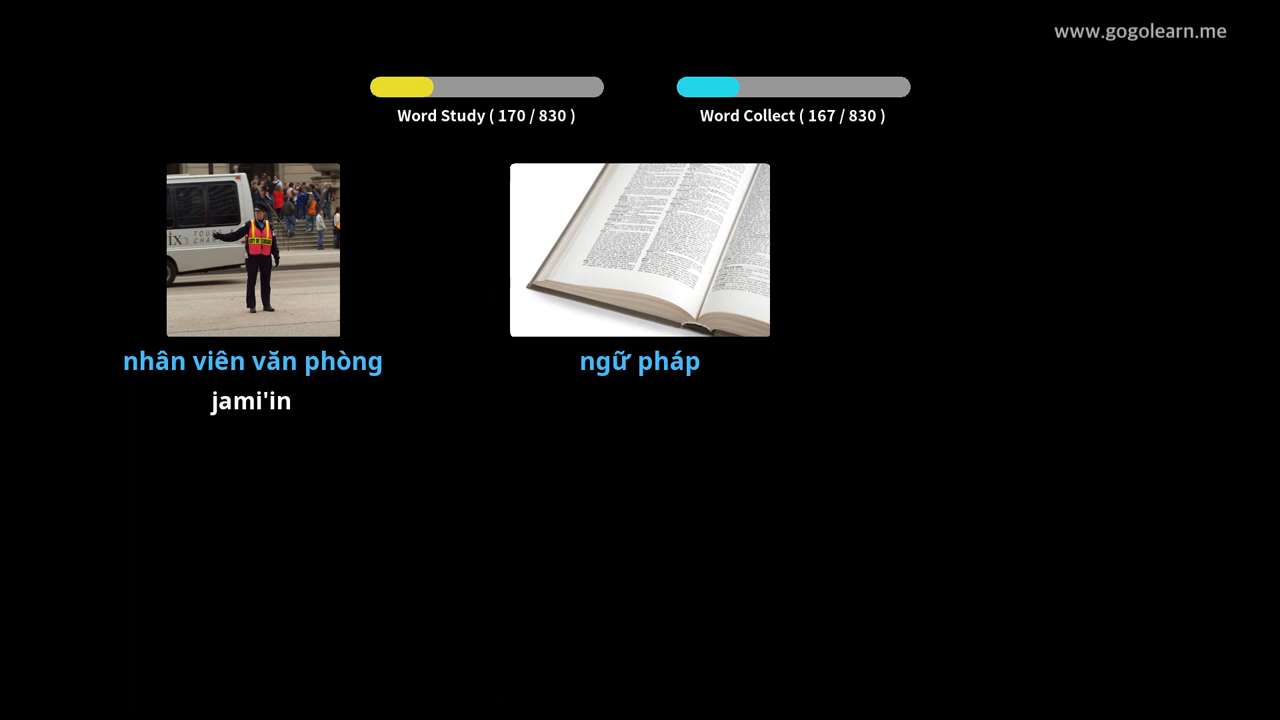 www.gogolearn.me
Word Study ( 170 / 830 )
Word Collect ( 167 / 830 )
nhân viên văn phòng
ngữ pháp
jami'in